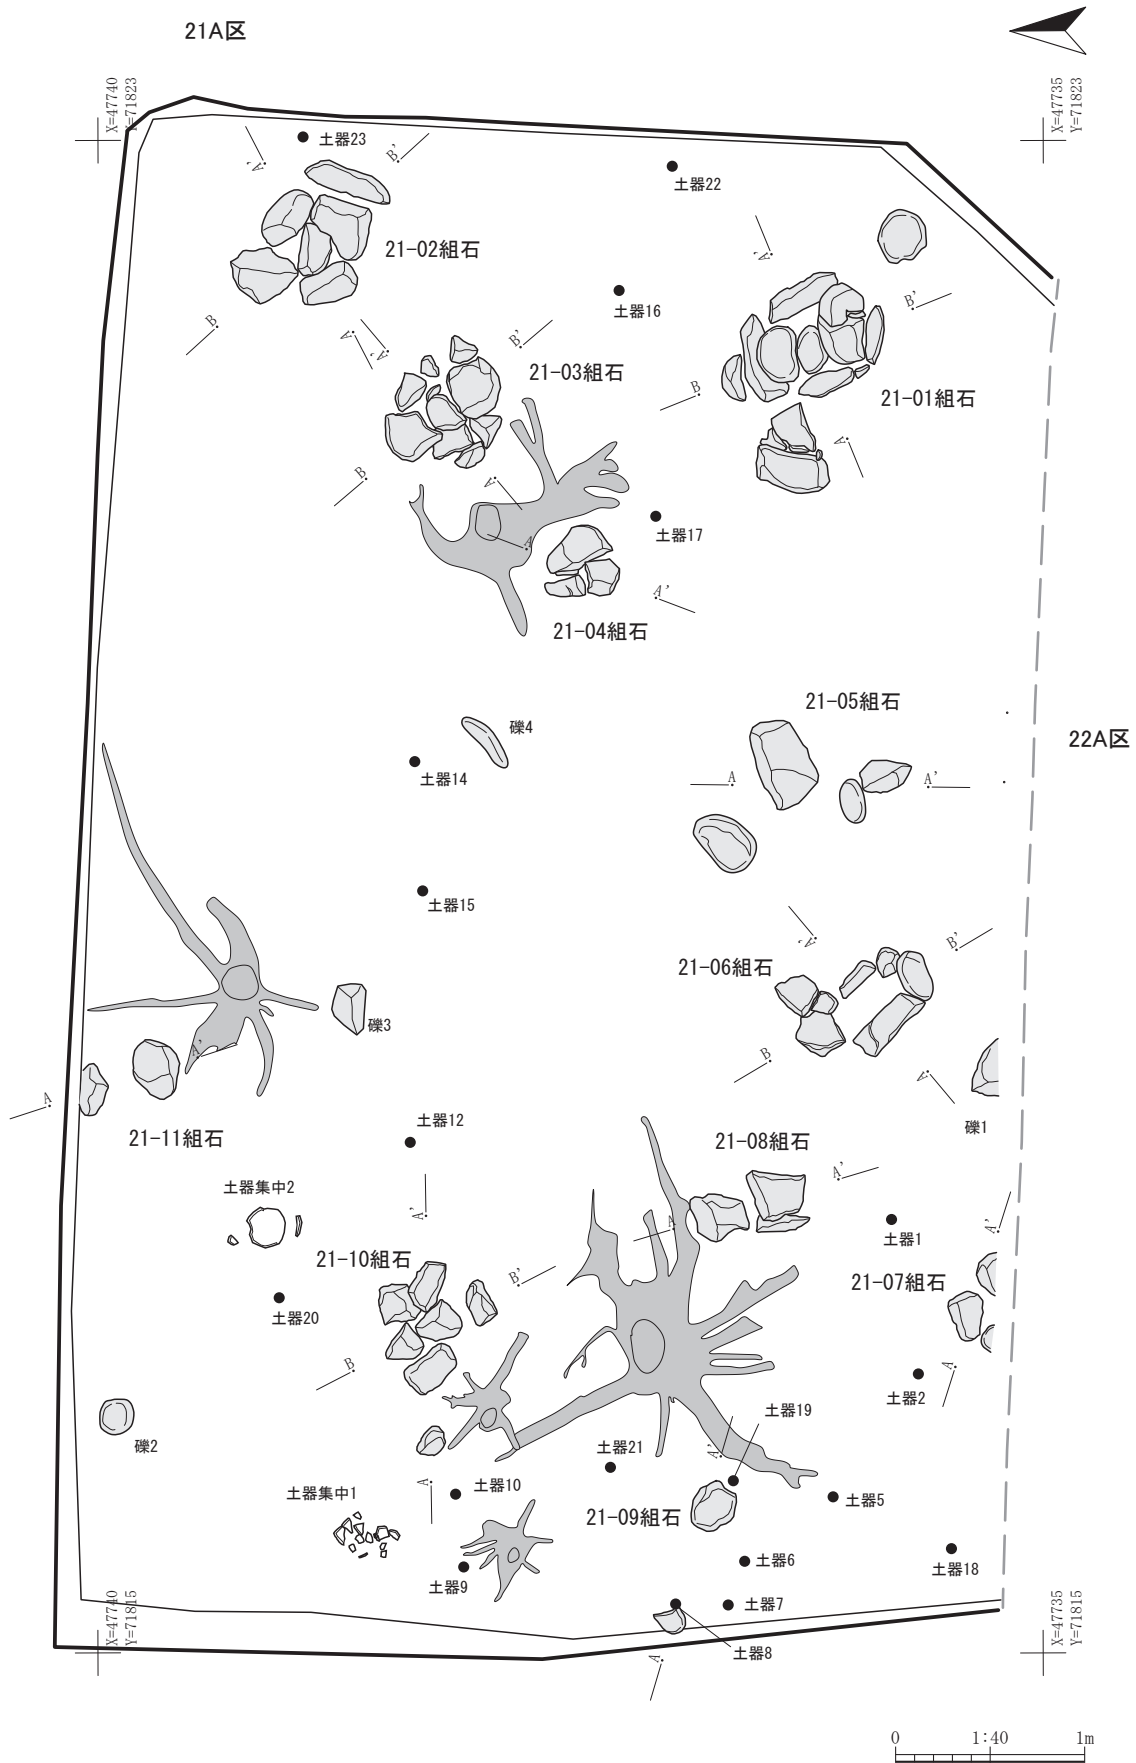 21A区
X=47740
Y=71823
X=47735
Y=71823
土器23
A'
B'
土器22
21-02組石
A'
B'
B
A
A'
土器16
B'
21-03組石
B
21-01組石
A
B
A
土器17
A
A'
21-04組石
21-05組石
礫4
22A区
土器14
A
A'
土器15
A'
B'
21-06組石
礫3
A'
B
A
A
礫1
土器12
21-11組石
21-08組石
A'
土器集中2
A'
A
土器1
A'
21-10組石
B'
21-07組石
土器20
B
A
土器2
土器19
礫2
土器21
A'
A
土器10
土器集中1
21-09組石
土器5
土器6
土器18
土器9
土器7
X=47740
Y=71815
X=47735
Y=71815
土器8
A
0 1:40 1m